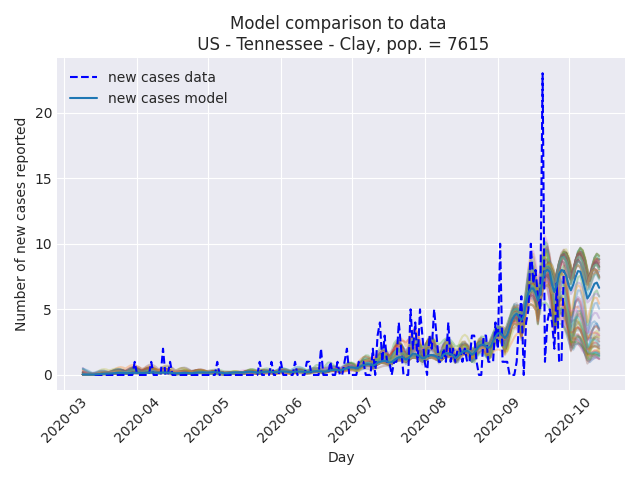 Model comparison to data
US - Tennessee - Clay, pop. = 7615
new cases data
new cases model
Number of new cases reported
20
15
10
5
0
2020-03
2020-04
2020-05
2020-06
2020-07
2020-08
2020-09
2020-10
Day